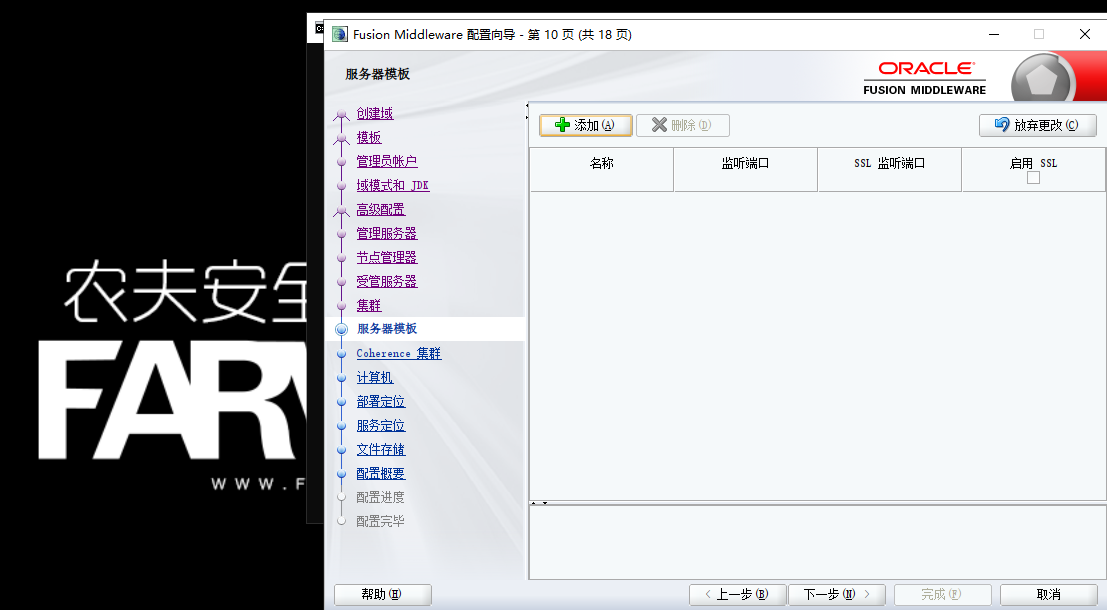 Fusion Middleware 配置向导 - 第 10 页 (共 18 页)
服务器模板
ORACLE
FUSION MIDDLEWARE
创建域
模板
管理员帐户
域模式和 JDK
高级配置
管理服务器
节点管理器
受管服务器
集群
服务器模板
Coherence 集群
计算机
部署定位
服务定位
文件存储
配置概要
配置进度
配置完毕
添加(A)
删除(D)
放弃更改(C)
名称
监听端口
SSL 监听端口
启用 SSL
帮助(H)
< 上一步(B)
下一步(N) >
完成(F)
取消
农夫安全
FAR
WWW.F